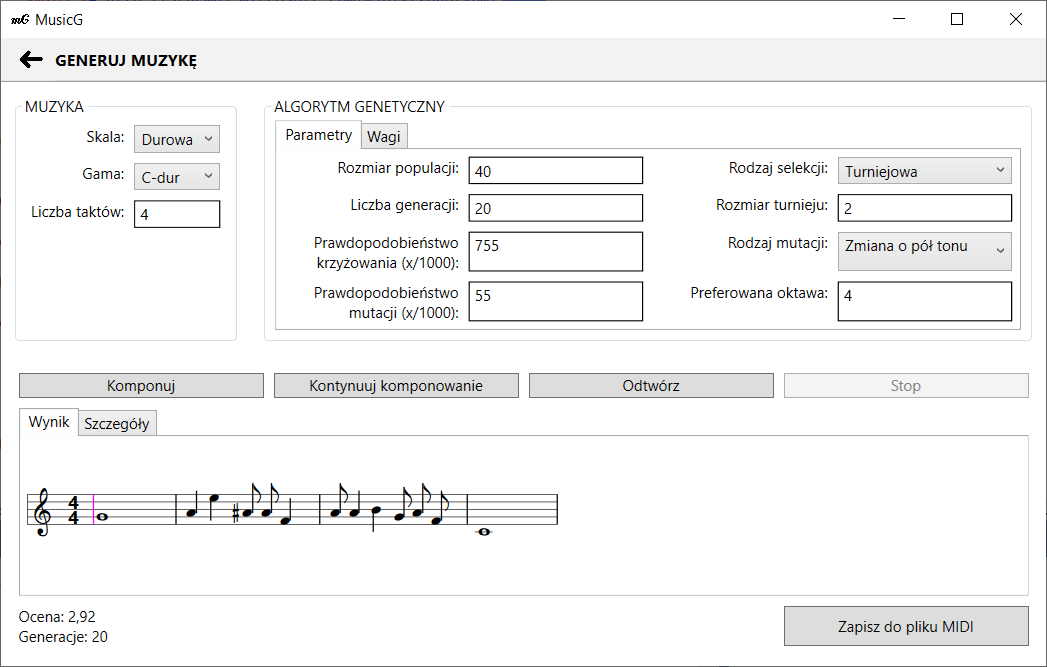 mG MusicG
GENERUJ MUZYKĘ
MUZYKA
Skala: Durowa
Gama: C-dur
Liczba taktów: 4
ALGORYTM GENETYCZNY
Parametry Wagi
Rozmiar populacji: 40
Liczba generacji: 20
Prawdopodobieństwo
krzyżowania (x/1000): 755
Prawdopodobieństwo
mutacji (x/1000): 55
Rodzaj selekcji: Turniejowa
Rozmiar turnieju: 2
Rodzaj mutacji: Zmiana o pół tonu
Preferowana oktawa: 4
Komponuj Kontynuuj komponowanie Odtwórz Stop
Wynik Szczegóły
4
4
Ocena: 2,92
Generacje: 20
Zapisz do pliku MIDI